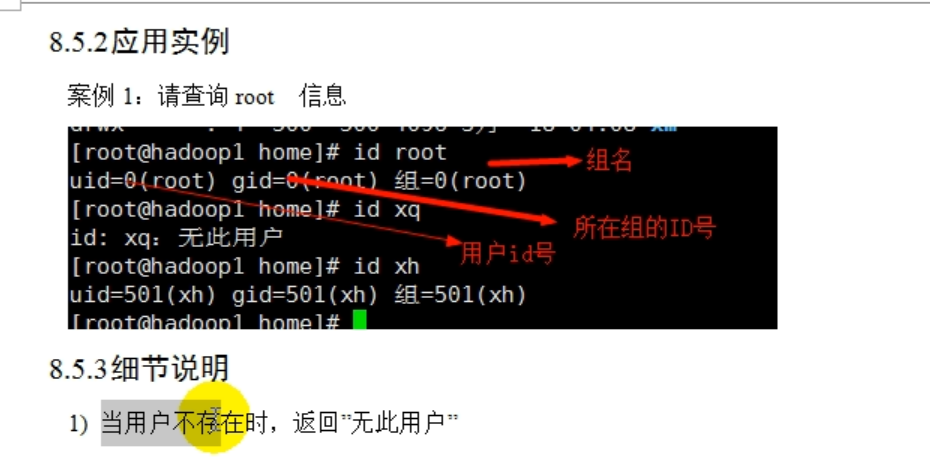 8.5.2应用实例
案例 1：请查询 root 信息
[root@hadoop1 home]# id root
组名
uid=0(root) gid=0(root) 组=0(root)
[root@hadoop1 home]# id xq
所在组的ID号
id: xq: 无此用户
用户id号
[root@hadoop1 home]# id xh
uid=501(xh) gid=501(xh) 组=501(xh)
[root@hadoop1 home]#
8.5.3细节说明
1) 当用户不存在时，返回”无此用户”